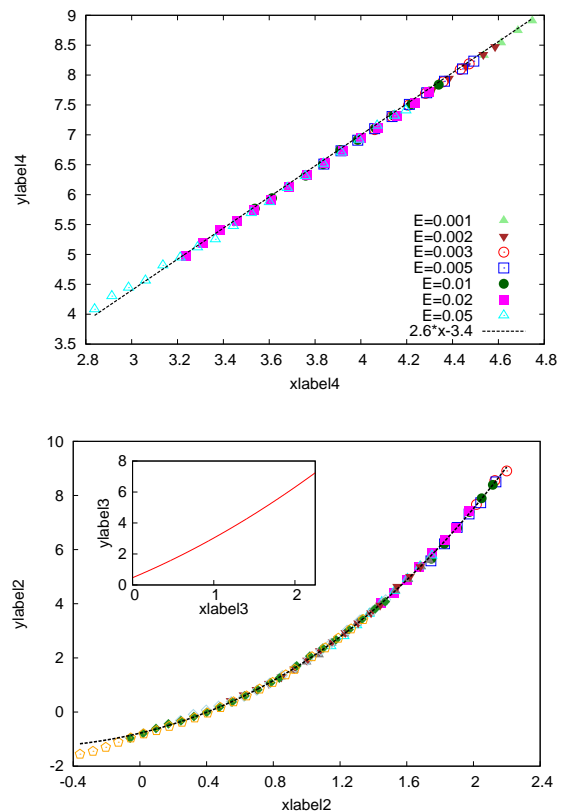 9
8.5
8
7.5
7
6.5
6
5.5
5
4.5
4
3.5
ylabel4
E=0.001
E=0.002
E=0.003
E=0.005
E=0.01
E=0.02
E=0.05
2.6*x-3.4
2.8 3 3.2 3.4 3.6 3.8 4 4.2 4.4 4.6 4.8
xlabel4
10
8
6
4
2
0
-2
ylabel2
8
6
4
2
0
ylabel3
0 1 2
xlabel3
-0.4 0 0.4 0.8 1.2 1.6 2 2.4
xlabel2